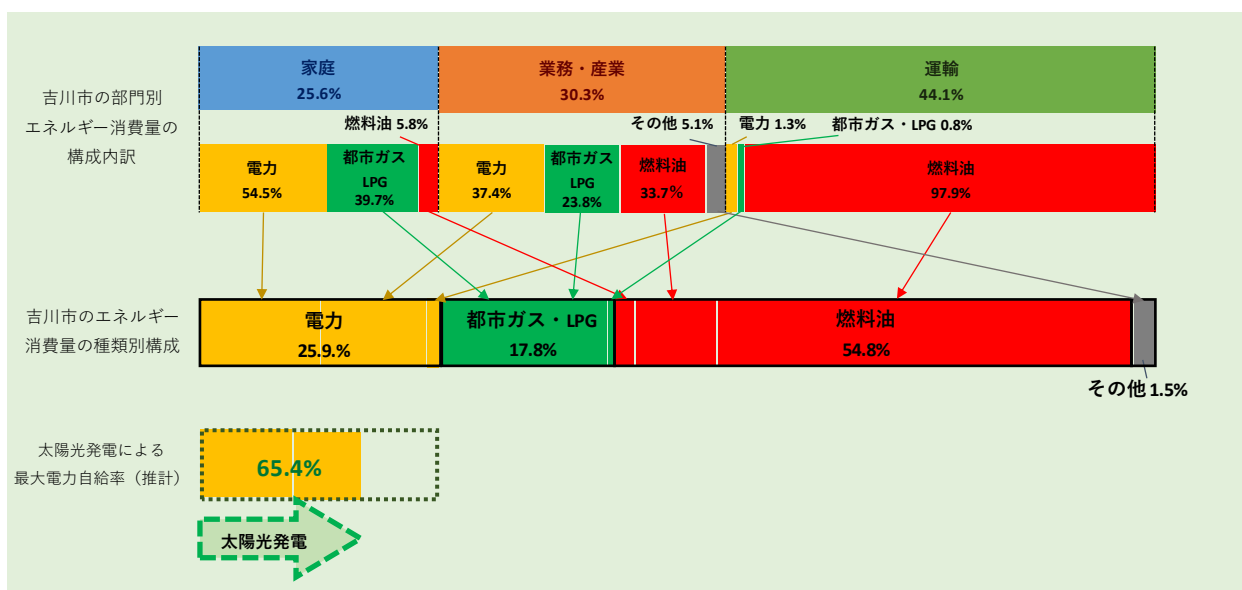 吉川市の部門別
エネルギー消費量の
構成内訳
家庭
25.6%
業務・産業
30.3%
運輸
44.1%
燃料油 5.8%
その他 5.1%
電力 1.3%
都市ガス・LPG 0.8%
電力
54.5%
都市ガス
LPG
39.7%
電力
37.4%
都市ガス
LPG
23.8%
燃料油
33.7%
燃料油
97.9%
吉川市のエネルギー
消費量の種類別構成
電力
25.9.%
都市ガス・LPG
17.8%
燃料油
54.8%
その他 1.5%
太陽光発電による
最大電力自給率（推計）
65.4%
太陽光発電